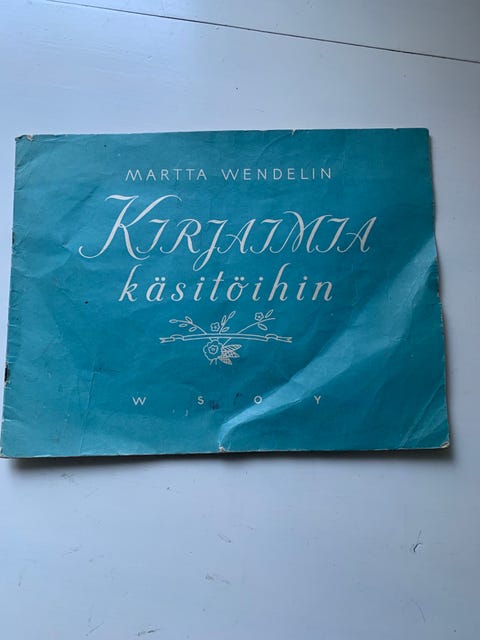 MARTTA WENDELIN
KIRJAIMIA
käsitöihin
W S O Y